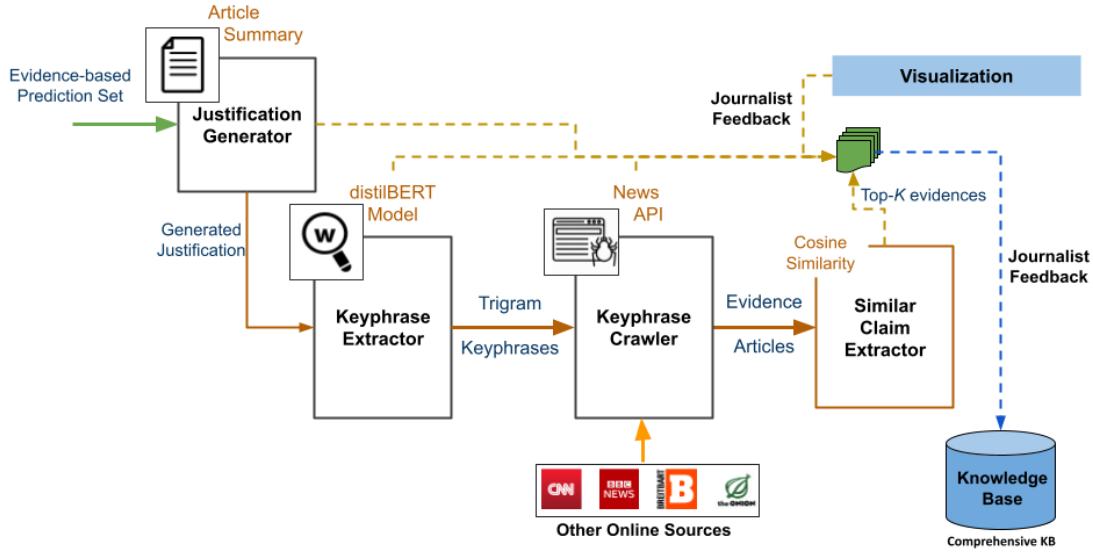 Article
Summary
Evidence-based
Prediction Set
Justification
Generator
Visualization
Journalist
Feedback
distilBERT
Model
News
API
Top-K evidences
Generated
Justification
W
Cosine
Similarity
Journalist
Feedback
Keyphrase
Extractor
Trigram
Keyphrases
Keyphrase
Crawler
Evidence
Articles
Similar
Claim
Extractor
CNN
BBC
NEWS
BREITBART
B
the ONION
Other Online Sources
Knowledge
Base
Comprehensive KB